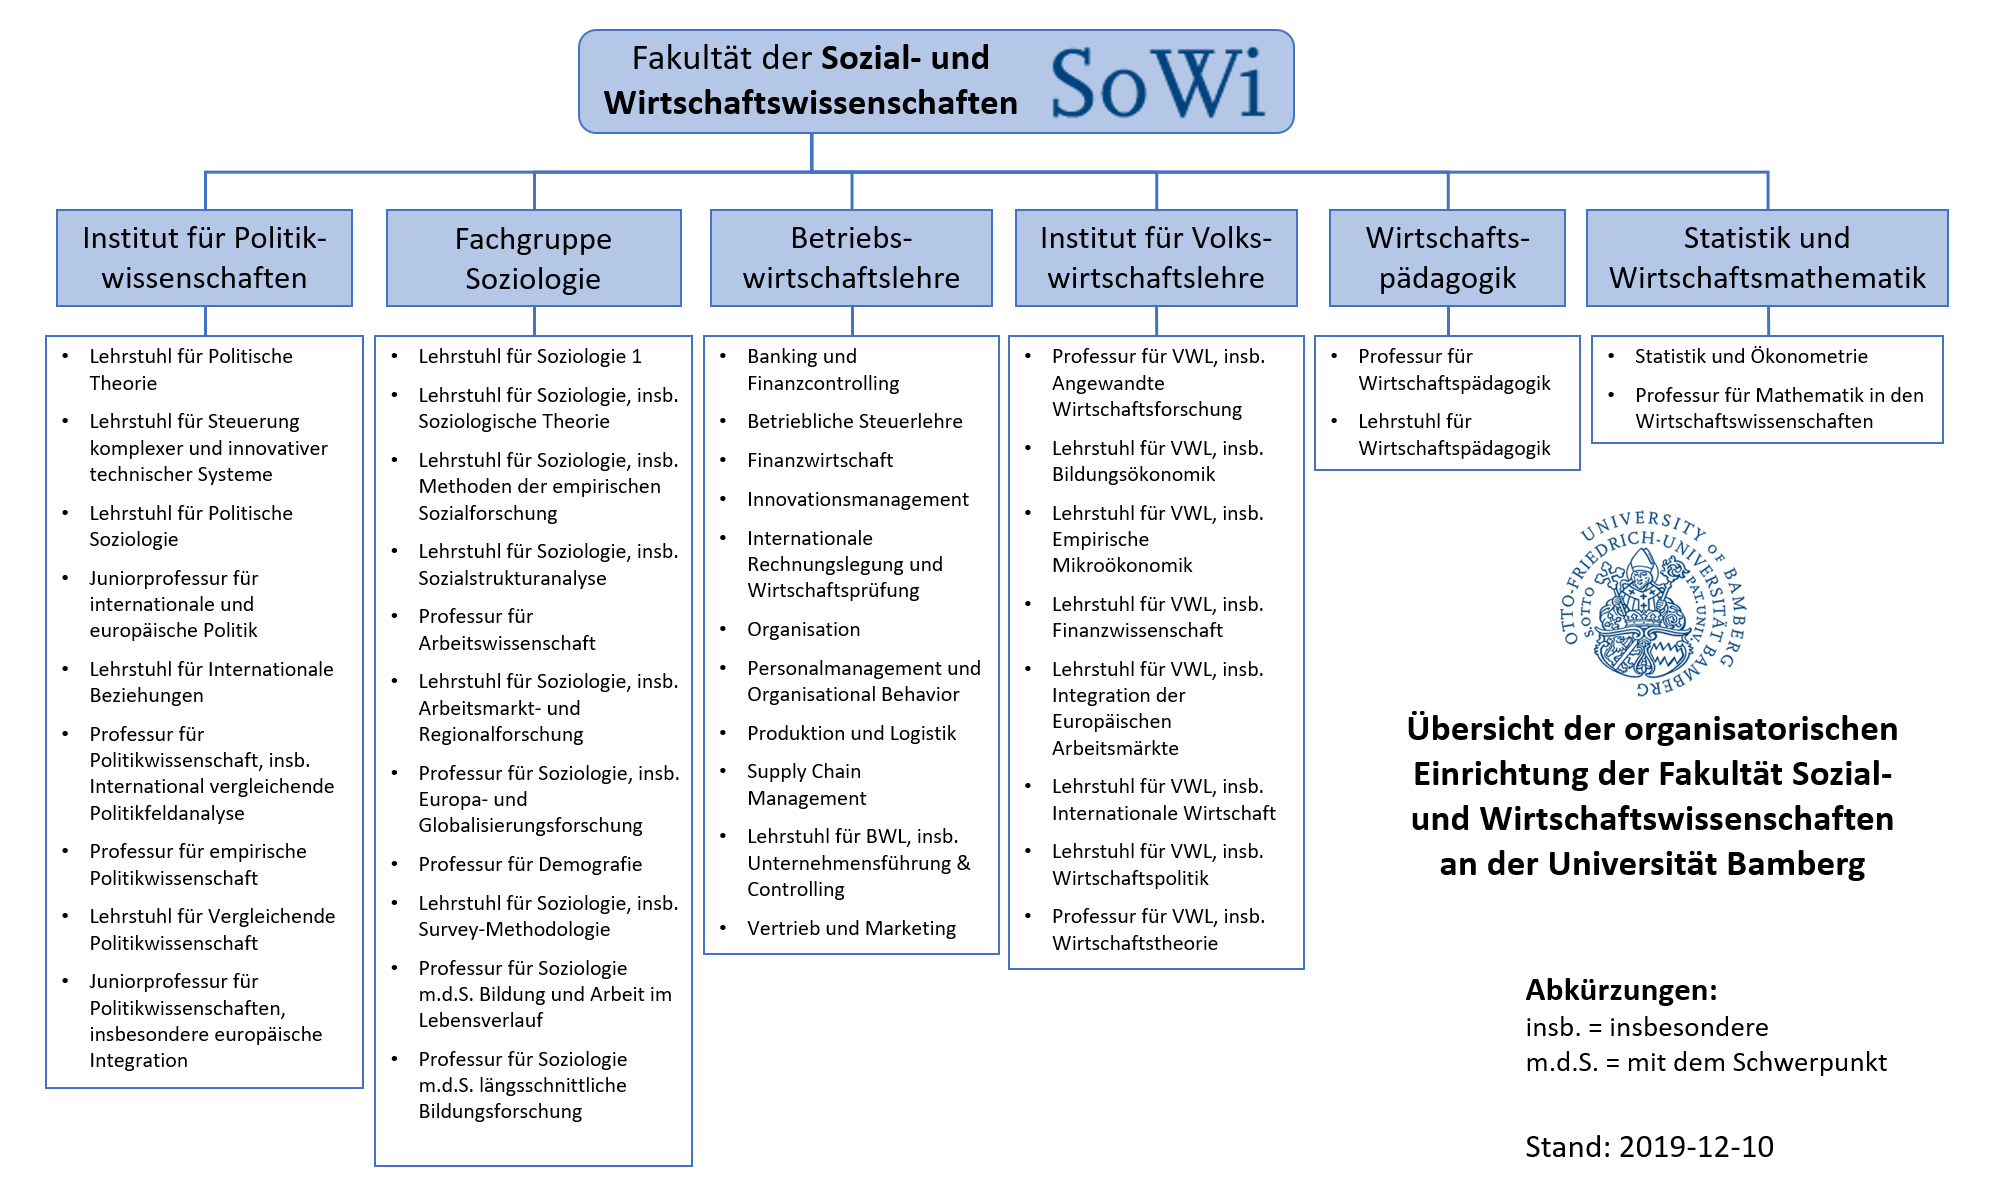 Fakultät der Sozial- und
Wirtschaftswissenschaften
SoWi
Institut für Politik-
wissenschaften
Lehrstuhl für Politische
Theorie
Lehrstuhl für Steuerung
komplexer und innovativer
technischer Systeme
Lehrstuhl für Politische
Soziologie
Juniorprofessur für
internationale und
europäische Politik
Lehrstuhl für Internationale
Beziehungen
Professur für
Politikwissenschaft, insb.
International vergleichende
Politikfeldanalyse
Professur für empirische
Politikwissenschaft
Lehrstuhl für Vergleichende
Politikwissenschaft
Juniorprofessur für
Politikwissenschaften,
insbesondere europäische
Integration
Fachgruppe
Soziologie
Lehrstuhl für Soziologie 1
Lehrstuhl für Soziologie, insb.
Soziologische Theorie
Lehrstuhl für Soziologie, insb.
Methoden der empirischen
Sozialforschung
Lehrstuhl für Soziologie, insb.
Sozialstrukturanalyse
Professur für
Arbeitswissenschaft
Lehrstuhl für Soziologie, insb.
Arbeitsmarkt- und
Regionalforschung
Professur für Soziologie, insb.
Europa- und
Globalisierungsforschung
Professur für Demografie
Lehrstuhl für Soziologie, insb.
Survey-Methodologie
Professur für Soziologie
m.d.S. Bildung und Arbeit im
Lebensverlauf
Professur für Soziologie
m.d.S. längsschnittliche
Bildungsforschung
Betriebs-
wirtschaftslehre
Banking und
Finanzcontrolling
Betriebliche Steuerlehre
Finanzwirtschaft
Innovationsmanagement
Internationale
Rechnungslegung und
Wirtschaftsprüfung
Organisation
Personalmanagement und
Organisational Behavior
Produktion und Logistik
Supply Chain
Management
Lehrstuhl für BWL, insb.
Unternehmensführung &
Controlling
Vertrieb und Marketing
Institut für Volks-
wirtschaftslehre
Professur für VWL, insb.
Angewandte
Wirtschaftsforschung
Lehrstuhl für VWL, insb.
Bildungsökonomik
Lehrstuhl für VWL, insb.
Empirische
Mikroökonomik
Lehrstuhl für VWL, insb.
Finanzwissenschaft
Lehrstuhl für VWL, insb.
Integration der
Europäischen
Arbeitsmärkte
Lehrstuhl für VWL, insb.
Internationale Wirtschaft
Lehrstuhl für VWL, insb.
Wirtschaftspolitik
Professur für VWL, insb.
Wirtschaftstheorie
Wirtschafts-
pädagogik
Professur für
Wirtschaftspädagogik
Lehrstuhl für
Wirtschaftspädagogik
Statistik und
Wirtschaftsmathematik
Statistik und Ökonometrie
Professur für Mathematik in den
Wirtschaftswissenschaften
UNIVERSITY OF BAMBERG
OTTO-FRIEDRICH-UNIVERSITÄT BAMBERG
S. OTTO PAT. UNIV.
Übersicht der organisatorischen
Einrichtung der Fakultät Sozial-
und Wirtschaftswissenschaften
an der Universität Bamberg
Abkürzungen:
insb. = insbesondere
m.d.S. = mit dem Schwerpunkt
Stand: 2019-12-10